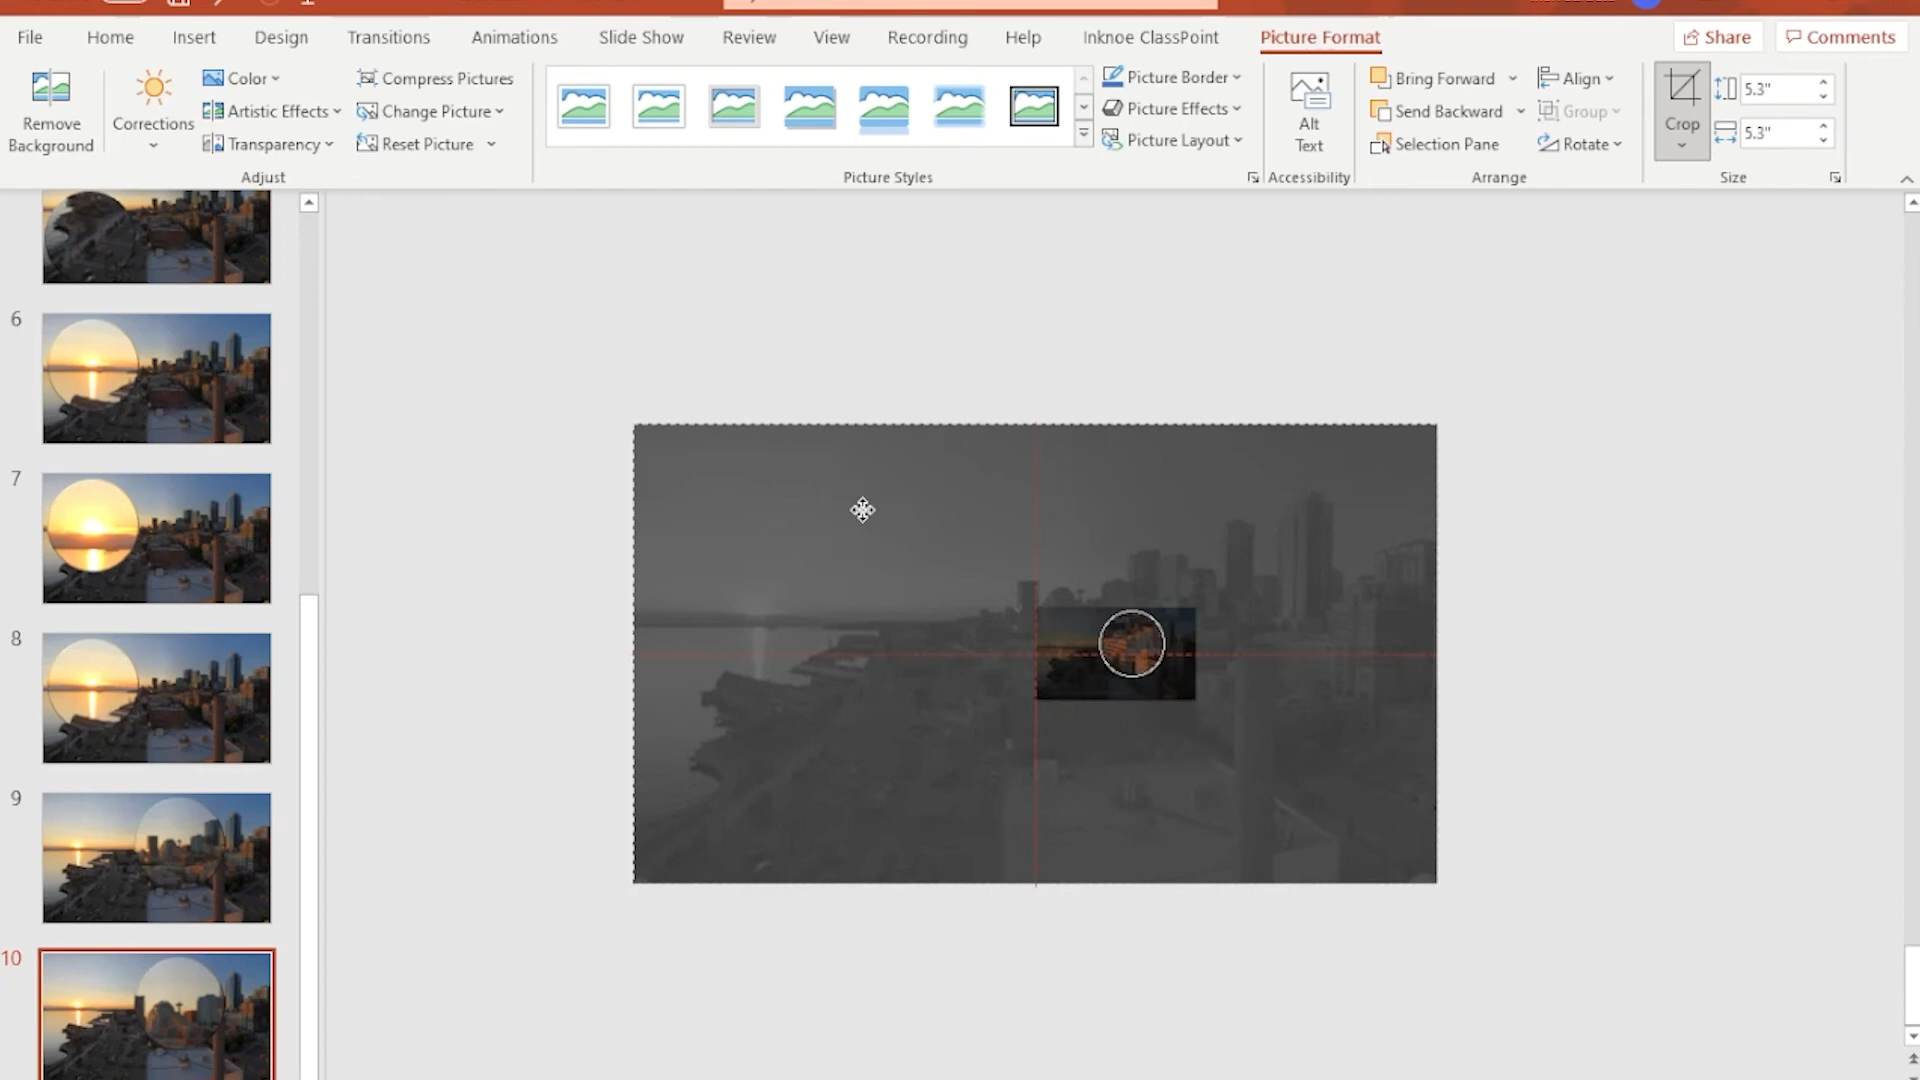 File Home Insert Design Transitions Animations Slide Show Review View Recording Help Inknoe ClassPoint Picture Format Share Comments
Remove Background
Corrections
Color
Artistic Effects
Transparency
Compress Pictures
Change Picture
Reset Picture
Adjust
Picture Styles
Picture Border
Picture Effects
Picture Layout
Alt Text
Accessibility
Bring Forward
Send Backward
Selection Pane
Align
Group
Rotate
Arrange
Crop
5.3"
5.3"
Size
6
7
8
9
10